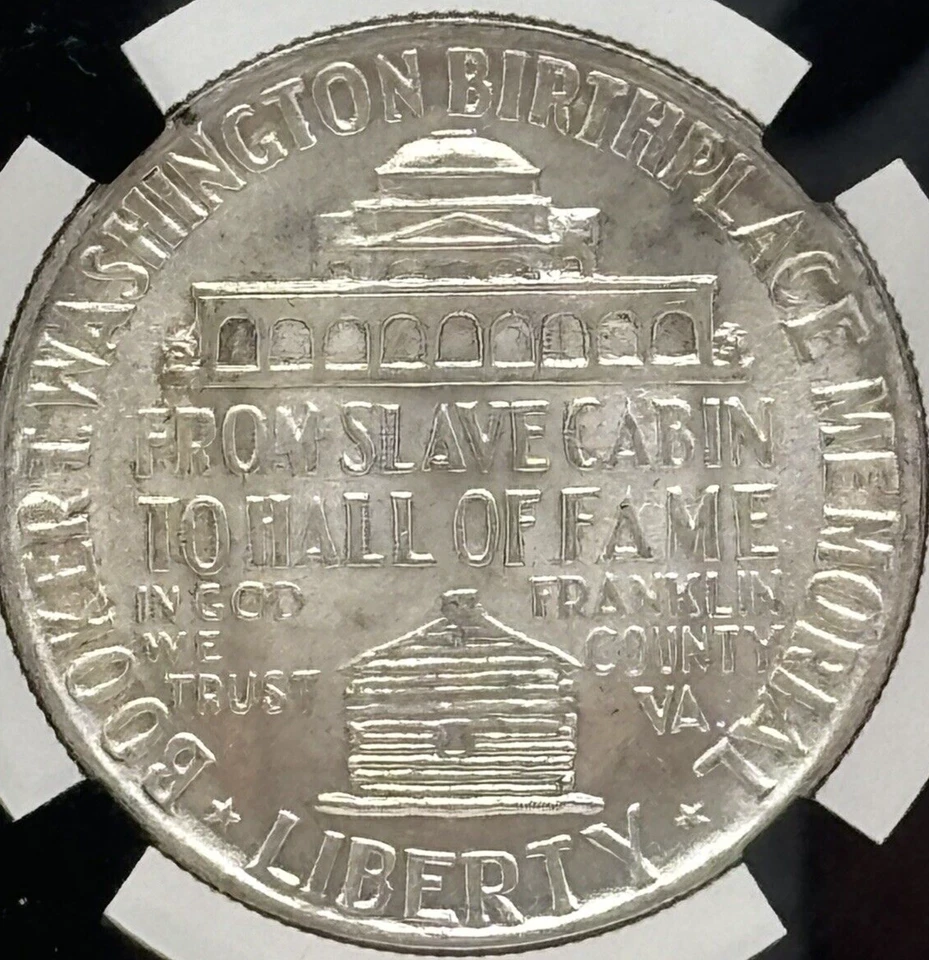 BOOKER T. WASHINGTON BIRTHPLACE MEMORIAL
FROM SLAVE CABIN
TO HALL OF FAME
IN GOD
WE
TRUST
FRANKLIN
COUNTY
VA.
LIBERTY